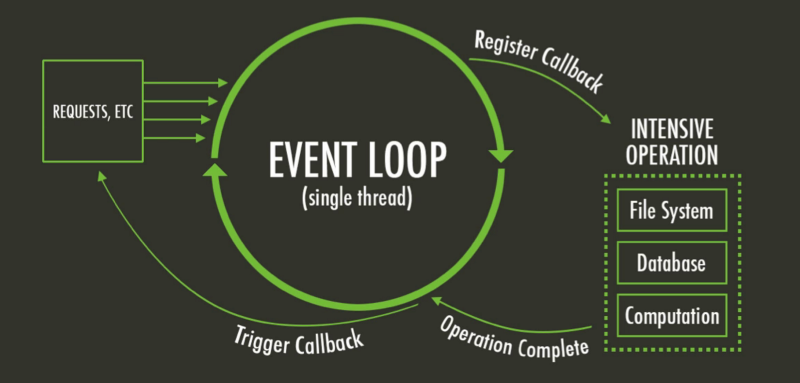 REQUESTS, ETC
EVENT LOOP
(single thread)
Register Callback
INTENSIVE
OPERATION
File System
Database
Computation
Operation Complete
Trigger Callback